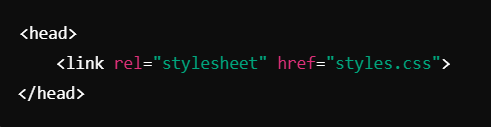 <head>
    <link rel="stylesheet" href="styles.css">
</head>